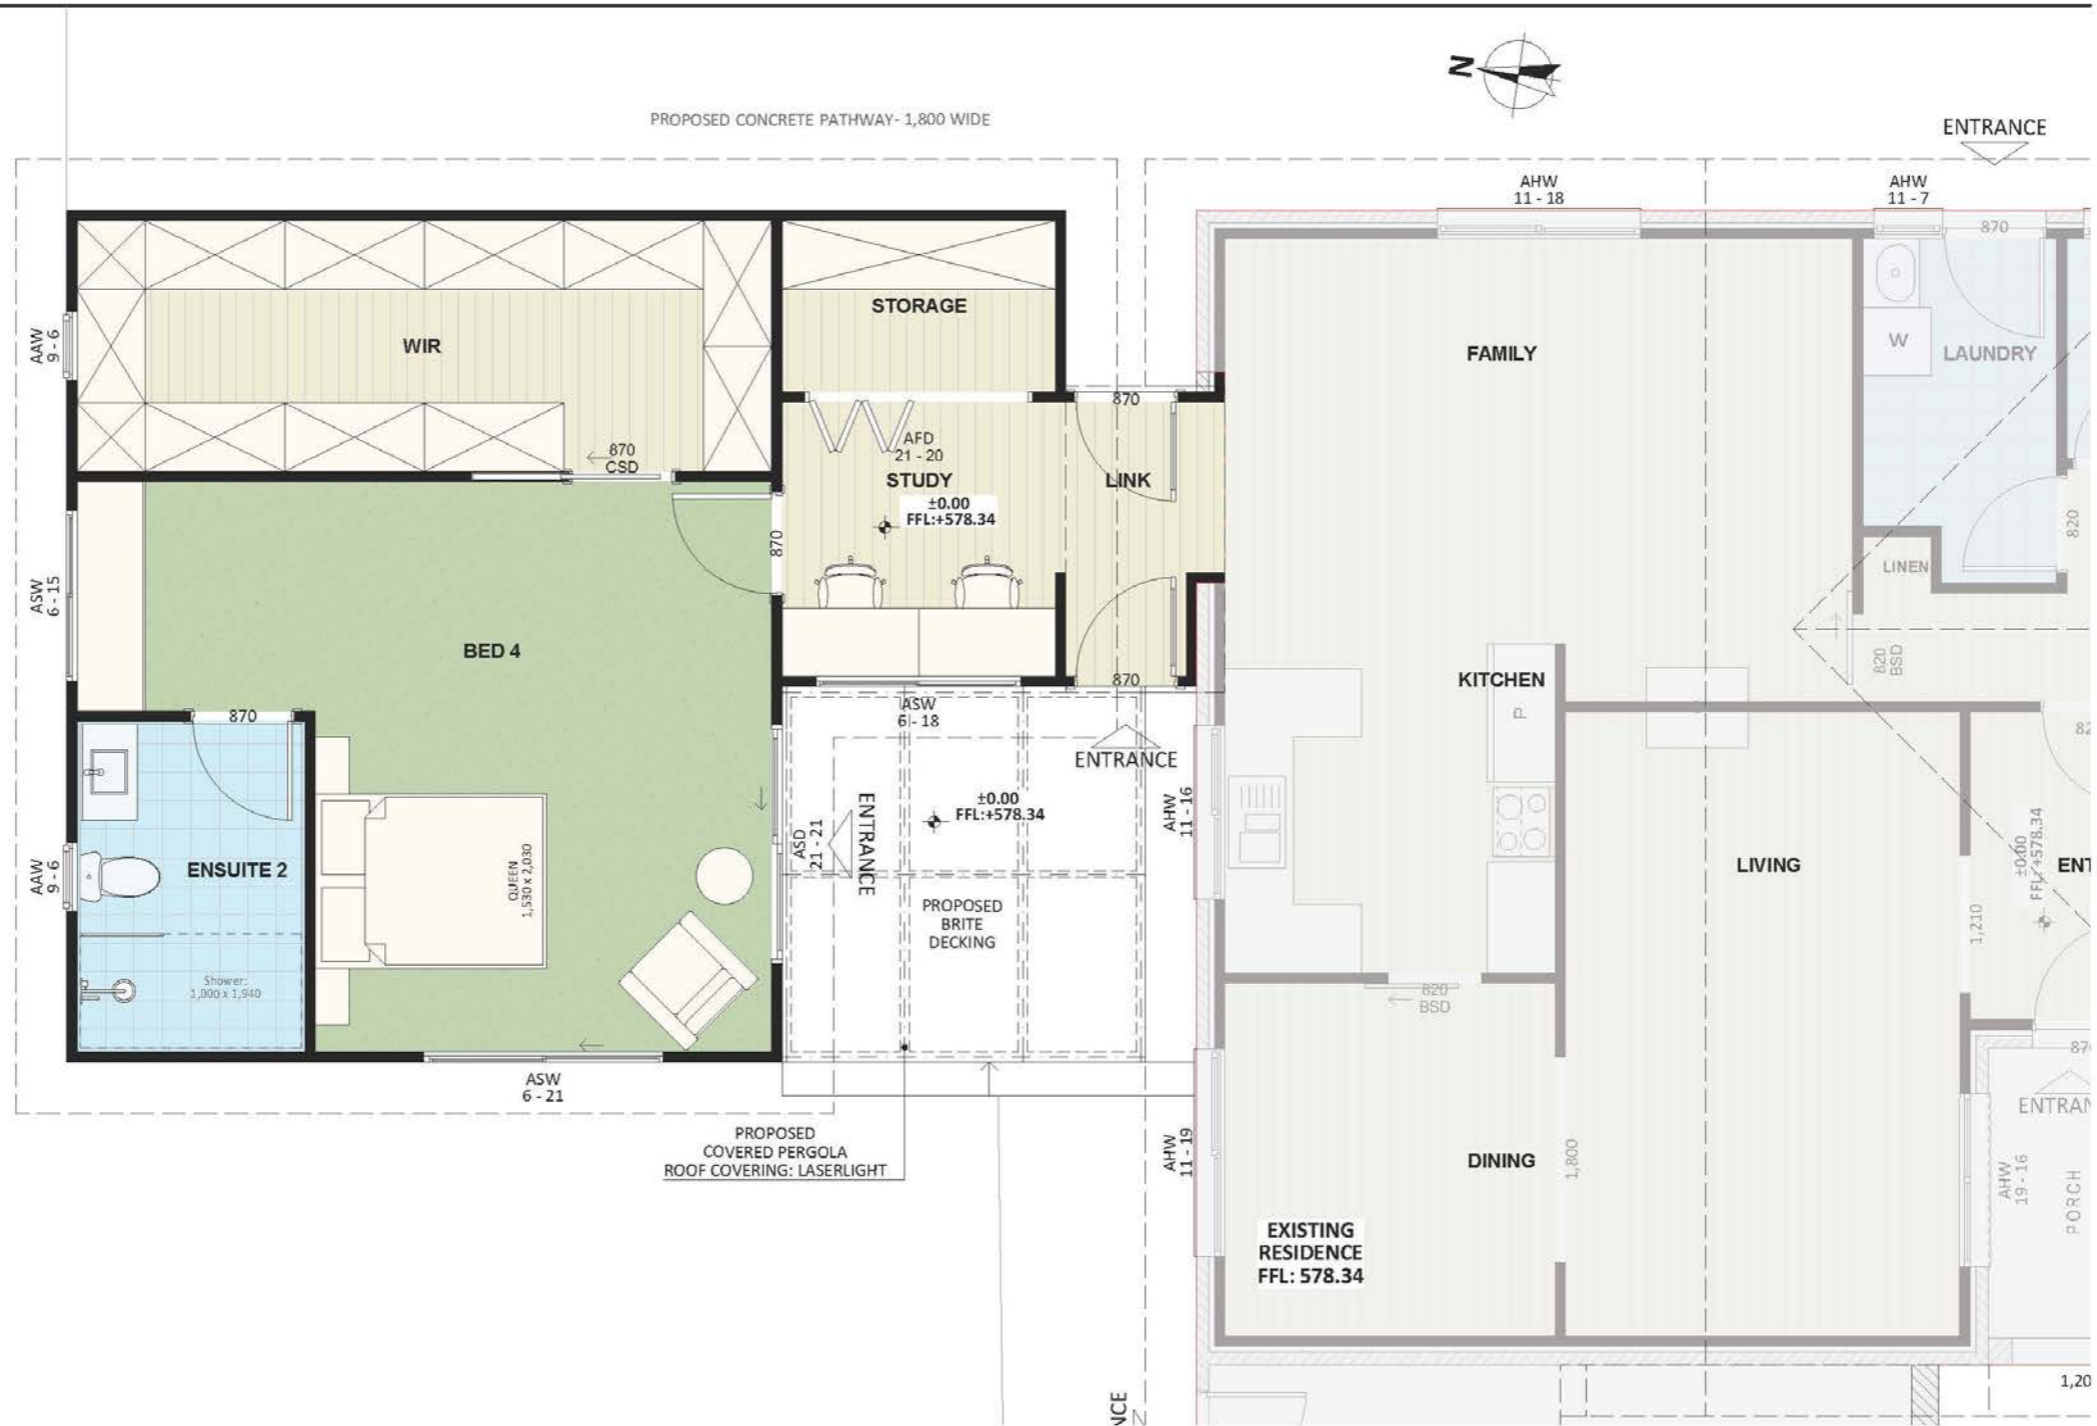 N
PROPOSED CONCRETE PATHWAY- 1,800 WIDE
ENTRANCE
AHW
11 - 18
AHW
11 - 7
870
STORAGE
WIR
AAW
9 - 6
FAMILY
W
LAUNDRY
870
AFD
21 - 20
870
CSD
STUDY
LINK
±0.00
FFL:+578.34
870
820
ASW
6 - 15
LINEN
BED 4
820
BSD
KITCHEN
870
P
870
ASW
6 - 18
ENTRANCE
82
ENSUITE 2
AAW
9 - 6
QUEEN
1,530 x 2,030
ASD
21 - 21
ENTRANCE
±0.00
FFL:+578.34
AHW
11 - 16
LIVING
±0.00
FFL:+578.34
ENT
PROPOSED
BRITE
DECKING
1,210
Shower:
1,000 x 1,940
820
BSD
870
ASW
6 - 21
ENTRAN
PROPOSED
COVERED PERGOLA
ROOF COVERING: LASERLIGHT
AHW
11 - 19
DINING
1,800
AHW
19 - 16
PORCH
EXISTING
RESIDENCE
FFL: 578.34
1,20
NCE